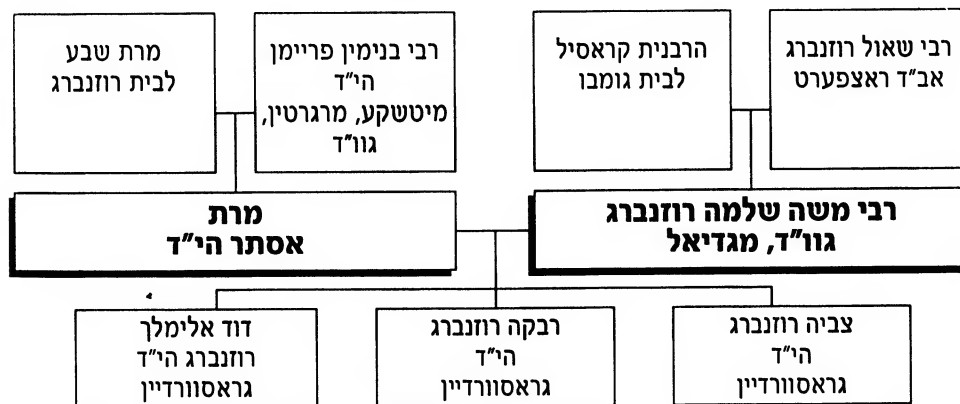 רבי שאול רוזנברג
אב"ד ראצפערט
הרבנית קראסיל
לבית גומבו
רבי בנימין פריימן
הי"ד
מיטשקע, מרגרטין,
גוו"ד
מרת שבע
לבית רוזנברג
רבי משה שלמה רוזנברג
גוו"ד, מגדיאל
מרת
אסתר הי"ד
צביה רוזנברג
הי"ד
גראסוורדיין
רבקה רוזנברג
הי"ד
גראסוורדיין
דוד אלימלך
רוזנברג הי"ד
גראסוורדיין